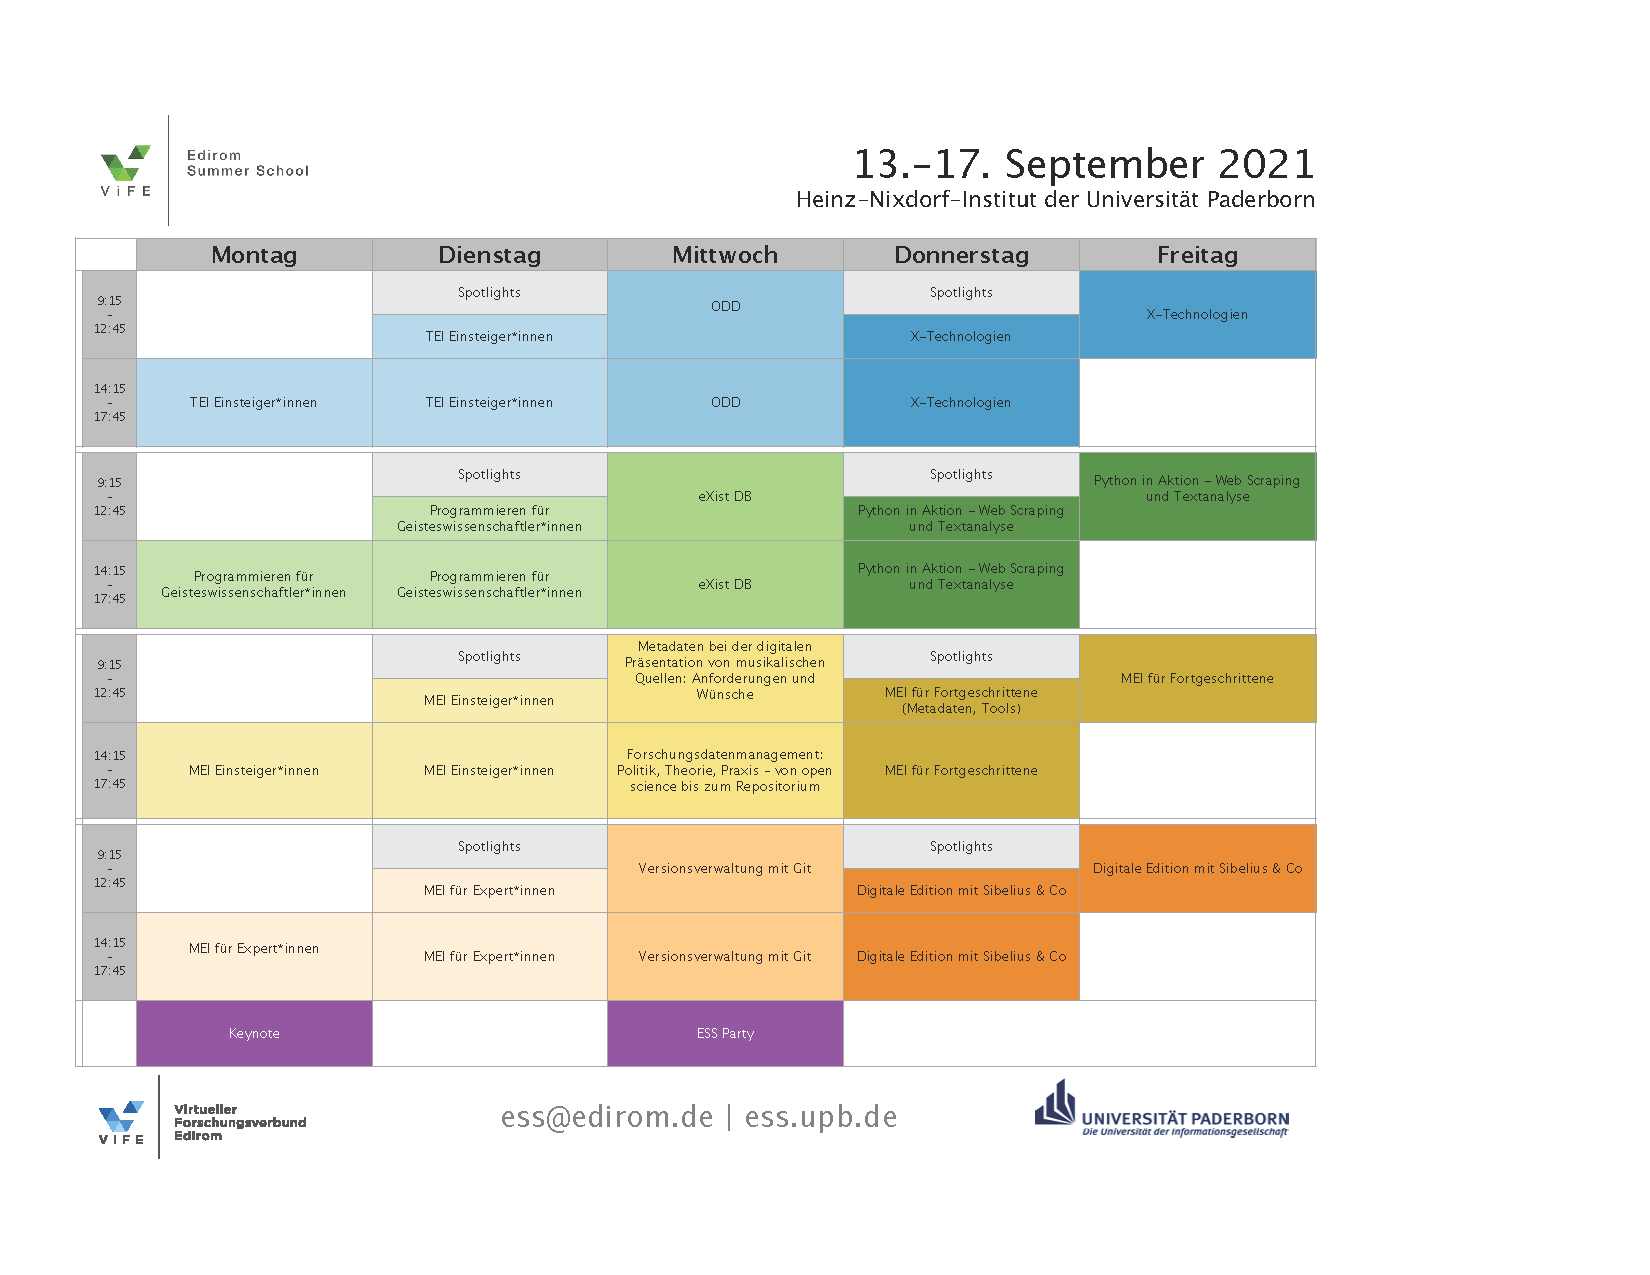 ViFE
Edirom
Summer School
13.-17. September 2021
Heinz-Nixdorf-Institut der Universität Paderborn
Montag
Dienstag
Mittwoch
Donnerstag
Freitag
9:15
-
12:45
Spotlights
TEI Einsteiger*innen
ODD
Spotlights
X-Technologien
X-Technologien
14:15
-
17:45
TEI Einsteiger*innen
TEI Einsteiger*innen
ODD
X-Technologien
9:15
-
12:45
Spotlights
Programmieren für
Geisteswissenschaftler*innen
eXist DB
Spotlights
Python in Aktion - Web Scraping
und Textanalyse
Python in Aktion - Web Scraping
und Textanalyse
14:15
-
17:45
Programmieren für
Geisteswissenschaftler*innen
Programmieren für
Geisteswissenschaftler*innen
eXist DB
Python in Aktion - Web Scraping
und Textanalyse
9:15
-
12:45
Spotlights
MEI Einsteiger*innen
Metadaten bei der digitalen
Präsentation von musikalischen
Quellen: Anforderungen und
Wünsche
Spotlights
MEI für Fortgeschrittene
(Metadaten, Tools)
MEI für Fortgeschrittene
14:15
-
17:45
MEI Einsteiger*innen
MEI Einsteiger*innen
Forschungsdatenmanagement:
Politik, Theorie, Praxis - von open
science bis zum Repositorium
MEI für Fortgeschrittene
9:15
-
12:45
Spotlights
MEI für Expert*innen
Versionsverwaltung mit Git
Spotlights
Digitale Edition mit Sibelius & Co
Digitale Edition mit Sibelius & Co
14:15
-
17:45
MEI für Expert*innen
MEI für Expert*innen
Versionsverwaltung mit Git
Digitale Edition mit Sibelius & Co
Keynote
ESS Party
ViFE
Virtueller
Forschungsverbund
Edirom
ess@edirom.de | ess.upb.de
UNIVERSITÄT PADERBORN
Die Universität der Informationsgesellschaft